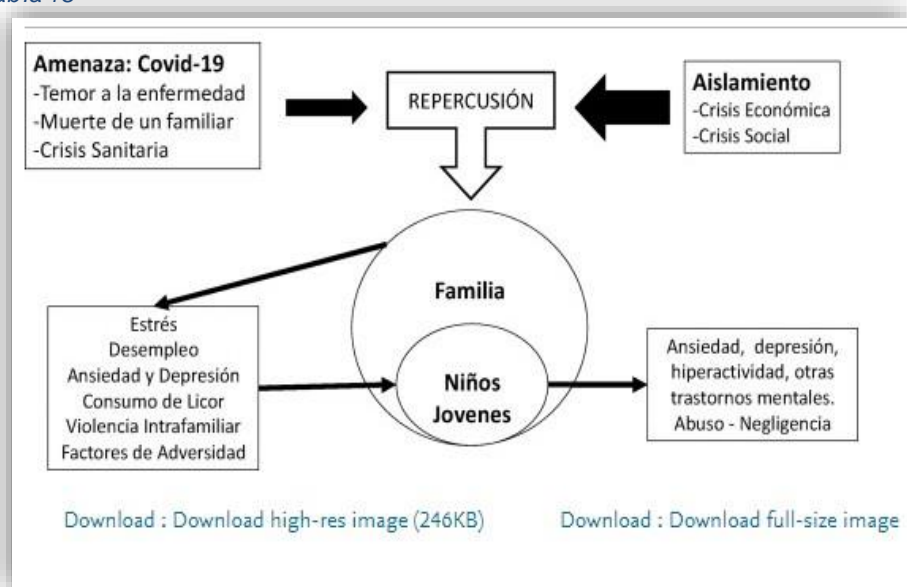 Amenaza: Covid-19
-Temor a la enfermedad
-Muerte de un familiar
-Crisis Sanitaria
REPERCUSIÓN
Aislamiento
-Crisis Económica
-Crisis Social
Familia
Niños
Jovenes
Estrés
Desempleo
Ansiedad y Depresión
Consumo de Licor
Violencia Intrafamiliar
Factores de Adversidad
Ansiedad, depresión,
hiperactividad, otras
trastornos mentales.
Abuso - Negligencia
Download : Download high-res image (246KB)
Download : Download full-size image